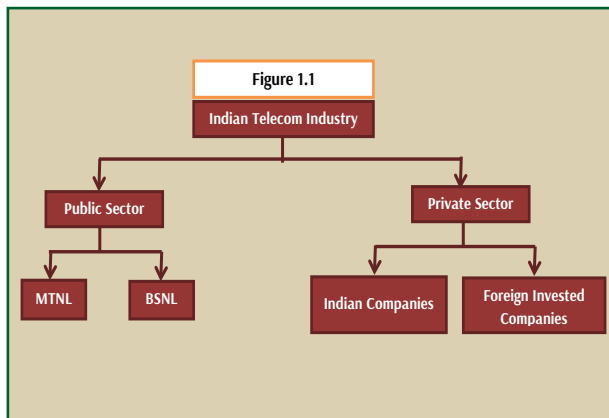 Figure 1.1
Indian Telecom Industry
Public Sector
Private Sector
MTNL
BSNL
Indian Companies
Foreign Invested
Companies